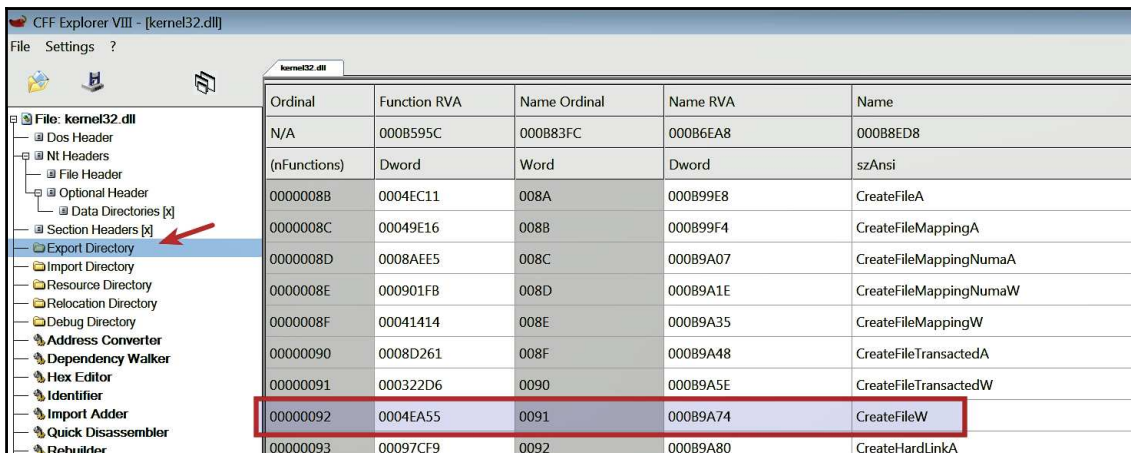 CFF Explorer VIII - [kernel32.dll]
File Settings ?
kernel32.dll
File: kernel32.dll
Dos Header
Nt Headers
File Header
Optional Header
Data Directories [x]
Section Headers [x]
Export Directory
Import Directory
Resource Directory
Relocation Directory
Debug Directory
Address Converter
Dependency Walker
Hex Editor
Identifier
Import Adder
Quick Disassembler
Rebuilder
Ordinal Function RVA Name Ordinal Name RVA Name
N/A 000B595C 000B83FC 000B6EA8 000B8ED8
(nFunctions) Dword Word Dword szAnsi
0000008B 0004EC11 008A 000B99E8 CreateFileA
0000008C 00049E16 008B 000B99F4 CreateFileMappingA
0000008D 0008AEE5 008C 000B9A07 CreateFileMappingNumaA
0000008E 000901FB 008D 000B9A1E CreateFileMappingNumaW
0000008F 00041414 008E 000B9A35 CreateFileMappingW
00000090 0008D261 008F 000B9A48 CreateFileTransactedA
00000091 000322D6 0090 000B9A5E CreateFileTransactedW
00000092 0004EA55 0091 000B9A74 CreateFileW
00000093 00097CF9 0092 000B9A80 CreateHardLinkA